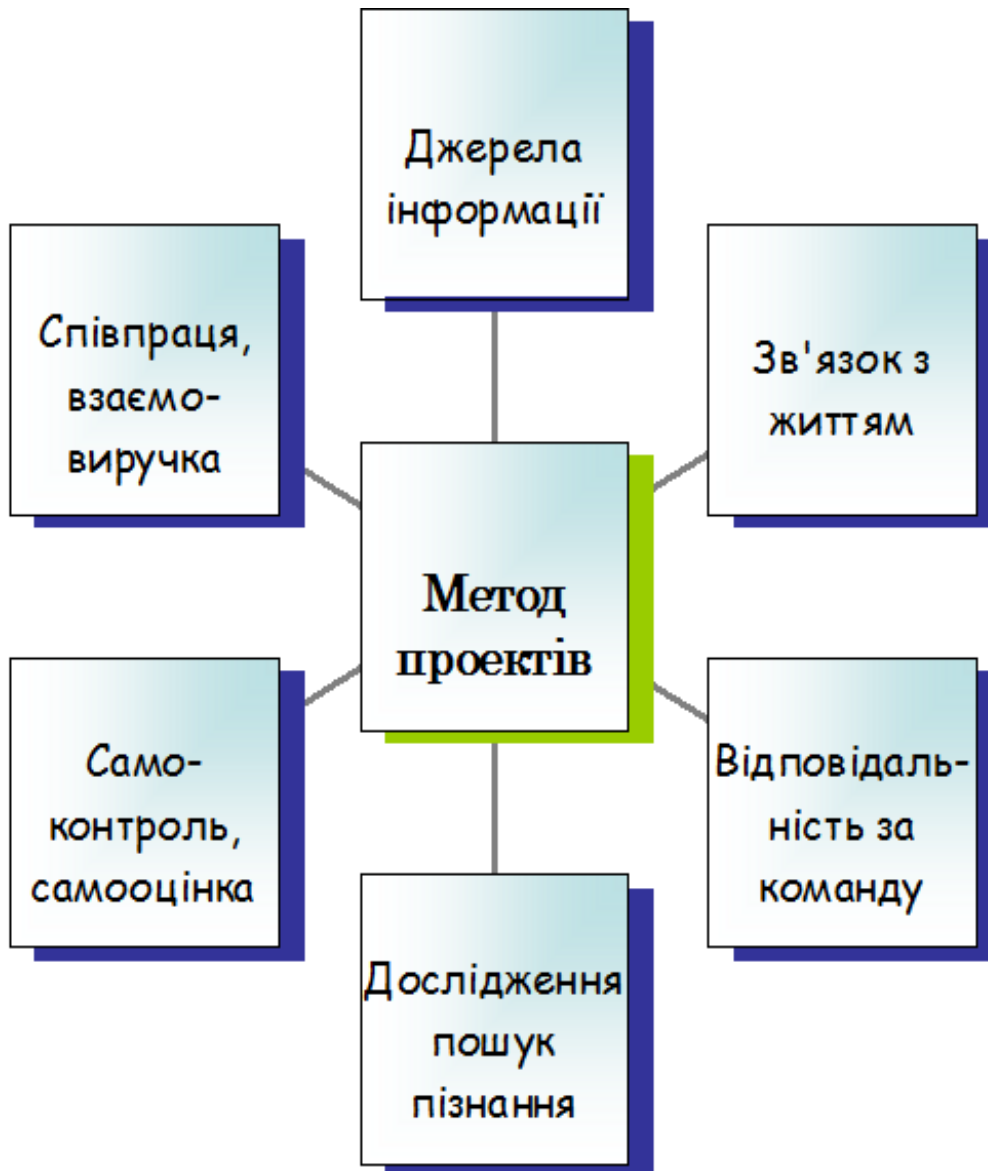 Джерела
інформації
Співпраця,
взаємо-
виручка
Зв'язок з
життям
Метод
проектів
Само-
контроль,
самооцінка
Відповідаль-
ність за
команду
Дослідження
пошук
пізнання